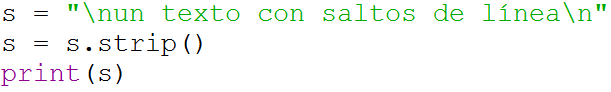 s = "\nun texto con saltos de línea\n"
s = s.strip()
print(s)